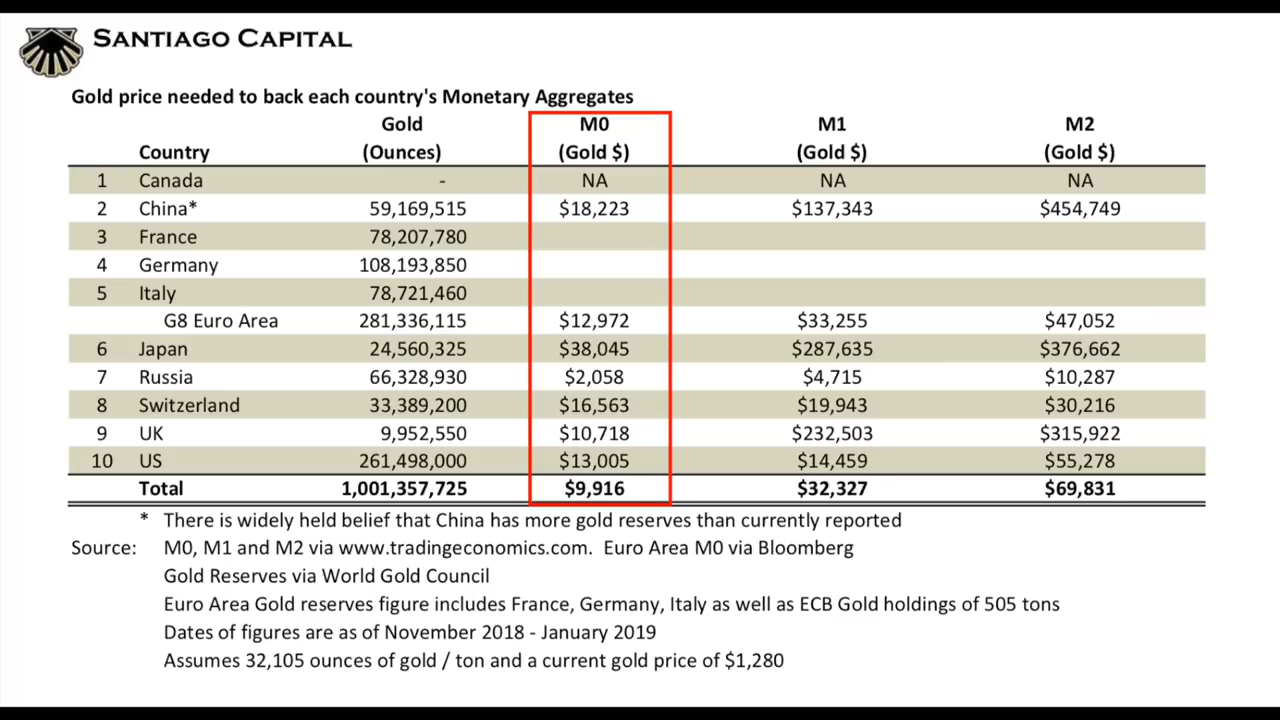 SANTIAGO CAPITAL
Gold price needed to back each country's Monetary Aggregates
Gold M0 M1 M2
Country (Ounces) (Gold $) (Gold $) (Gold $)
1 Canada - NA NA NA
2 China* 59,169,515 $18,223 $137,343 $454,749
3 France 78,207,780
4 Germany 108,193,850
5 Italy 78,721,460
G8 Euro Area 281,336,115 $12,972 $33,255 $47,052
6 Japan 24,560,325 $38,045 $287,635 $376,662
7 Russia 66,328,930 $2,058 $4,715 $10,287
8 Switzerland 33,389,200 $16,563 $19,943 $30,216
9 UK 9,952,550 $10,718 $232,503 $315,922
10 US 261,498,000 $13,005 $14,459 $55,278
Total 1,001,357,725 $9,916 $32,327 $69,831
* There is widely held belief that China has more gold reserves than currently reported
Source: M0, M1 and M2 via www.tradingeconomics.com. Euro Area M0 via Bloomberg
Gold Reserves via World Gold Council
Euro Area Gold reserves figure includes France, Germany, Italy as well as ECB Gold holdings of 505 tons
Dates of figures are as of November 2018 - January 2019
Assumes 32,105 ounces of gold / ton and a current gold price of $1,280